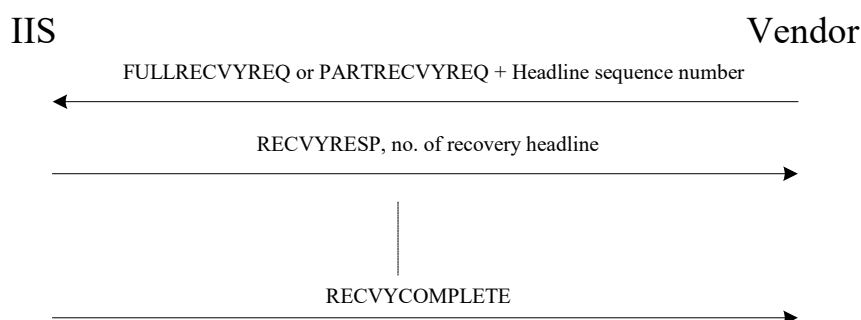 IIS
Vendor
FULLRECVYREQ or PARTRECVYREQ + Headline sequence number
RECVYRESP, no. of recovery headline
RECVYCOMPLETE